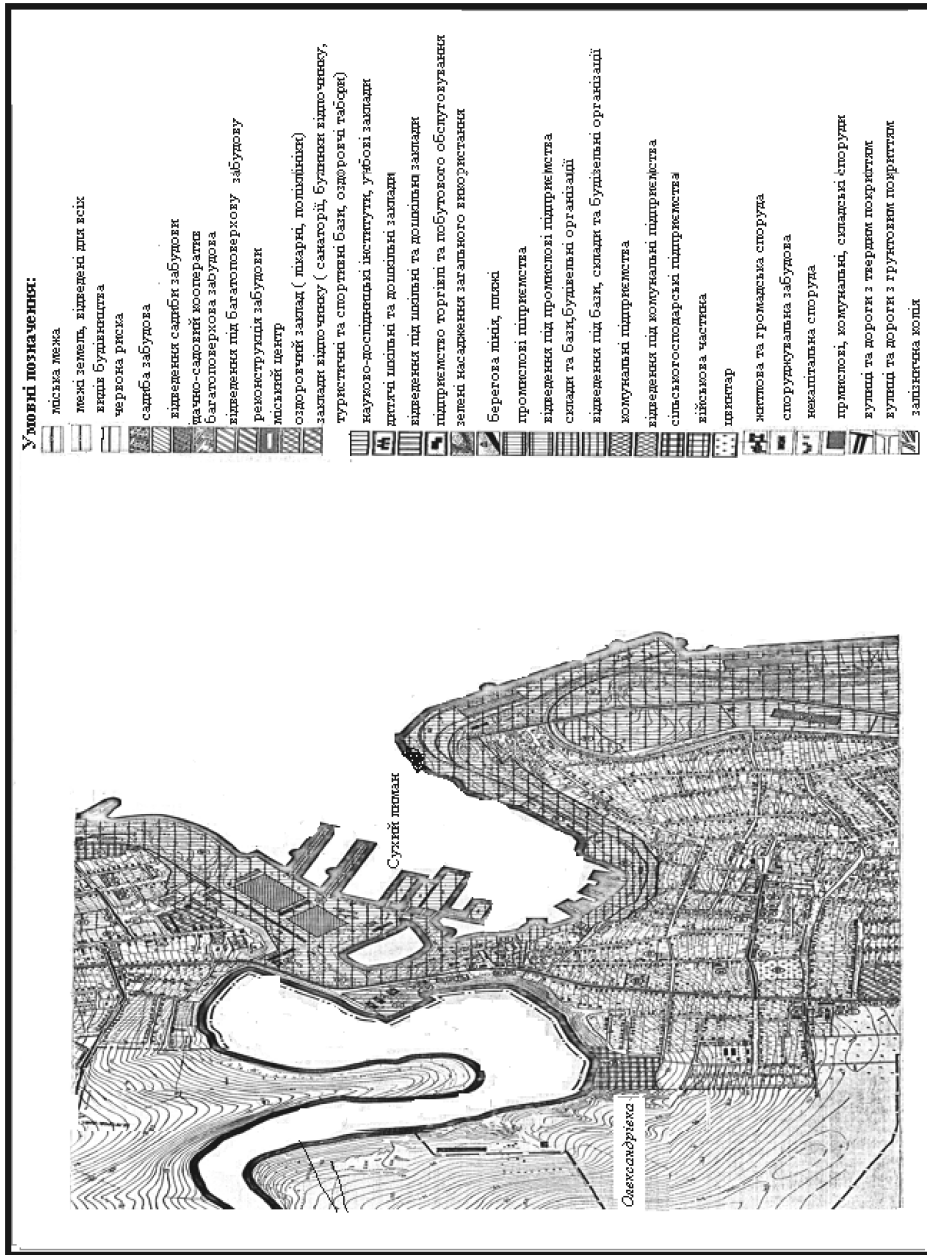 Умовні позначення:
міська межа
межі земель, відведені для всіх
видів будівництва
червона риска
садиба забудова
відведення садиби забудови
дачно-садовий кооператив
багатоповерхова забудова
відведення під багатоповерхову забудову
реконструкція забудови
міський центр
оздоровчий заклад ( лікарні, поліклініки)
заклади відпочинку ( санаторії, будинки відпочинку,
туристичні та спортивні бази, оздоровчі табори)
науково-дослідницькі інститути, учбові заклади
дитячі шкільні та дошкільні заклади
відведення під шкільні та дошкільні заклади
підприємство торгівлі та побутового обслуговування
зелені насадження загального використання
берегова лінія, пляжі
промислові піприємства
відведення під промислові підприємства
склади та бази,будівельні організації
відведення під бази, склади та будівельні організації
комунальні підприємства
відведення під комунальні підприємства
сільськогосподарські підприємства
військова частина
цвинтар
житлова та громадська споруда
споруджувальна забудова
некапітальна споруда
прмислові, комунальні, складські споруди
вулиці та дороги з твердим покриттям
вулиці та дороги з грунтовим покриттям
залізнична колія
Сухий лиман
Олександрівка